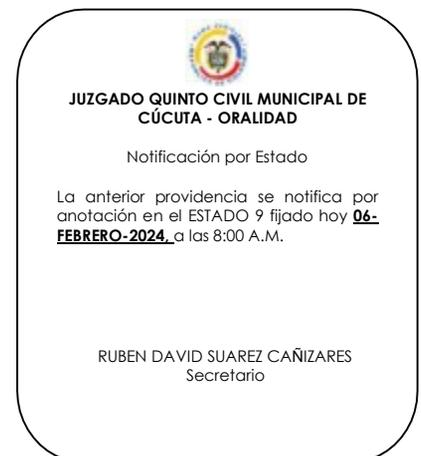 JUZGADO QUINTO CIVIL MUNICIPAL DE
CÚCUTA - ORALIDAD
Notificación por Estado
La anterior providencia se notifica por
anotación en el ESTADO 9 fijado hoy 06-
FEBRERO-2024, a las 8:00 A.M.
RUBEN DAVID SUAREZ CAÑIZARES
Secretario